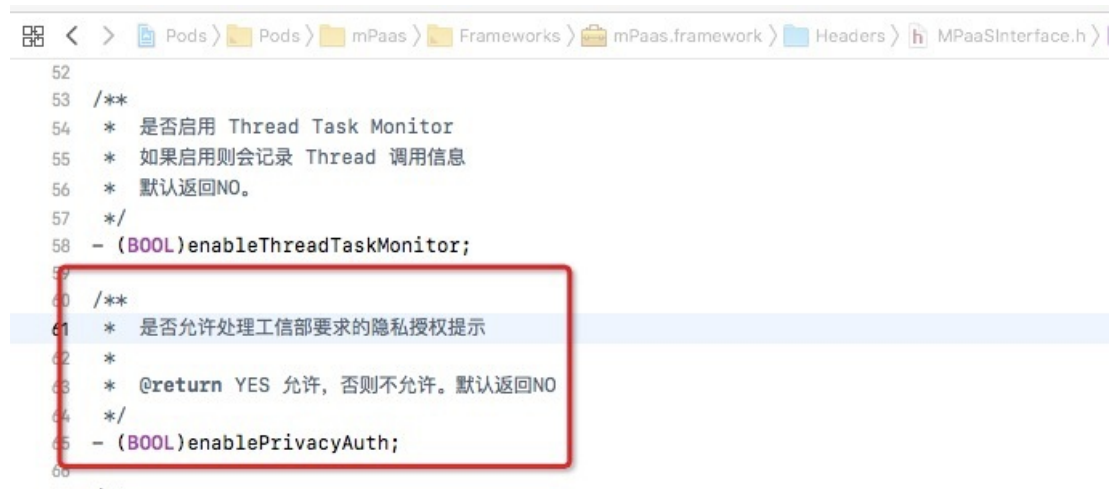 Pods 〉 Pods 〉 mPaas 〉 Frameworks 〉 mPaas.framework 〉 Headers 〉 h MPaaSInterface.h 〉
52
53 /**
54  *  是否启用 Thread Task Monitor
55  *  如果启用则会记录 Thread 调用信息
56  *  默认返回NO。
57  */
58 - (BOOL)enableThreadTaskMonitor;
59
60 /**
61  *  是否允许处理工信部要求的隐私授权提示
62  *
63  *  @return YES 允许，否则不允许。默认返回NO
64  */
65 - (BOOL)enablePrivacyAuth;
66